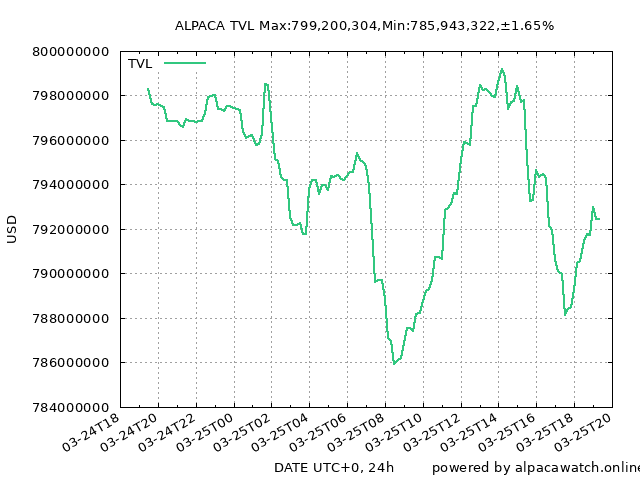 ALPACA TVL Max:799,200,304,Min:785,943,322,±1.65%
TVL
800000000
798000000
796000000
794000000
792000000
790000000
788000000
786000000
784000000
USD
03-24T18
03-24T20
03-24T22
03-25T00
03-25T02
03-25T04
03-25T06
03-25T08
03-25T10
03-25T12
03-25T14
03-25T16
03-25T18
03-25T20
DATE UTC+0, 24h
powered by alpacawatch.online